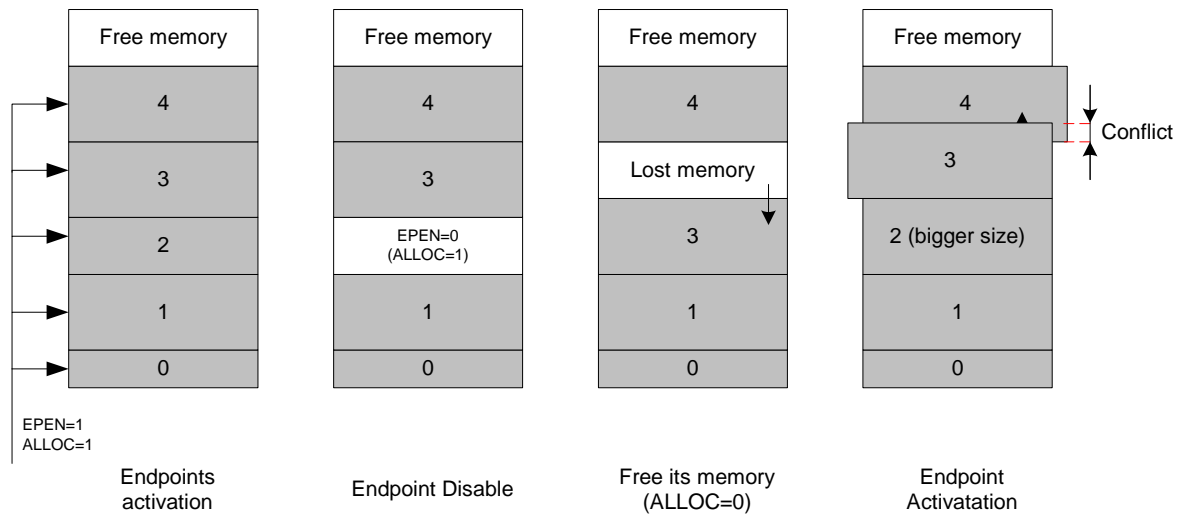 Free memory
4
3
2
1
0
EPEN=1
ALLOC=1
Endpoints
activation
Free memory
4
3
EPEN=0
(ALLOC=1)
1
0
Endpoint Disable
Free memory
4
Lost memory
3
1
0
Free its memory
(ALLOC=0)
Free memory
4
Conflict
3
2 (bigger size)
1
0
Endpoint
Activatation